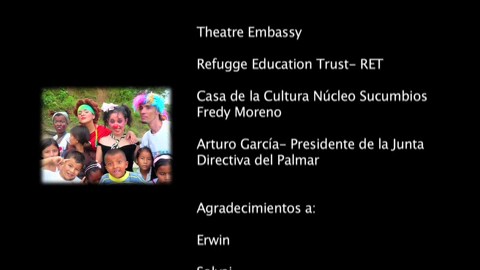 Theatre Embassy
Refugge Education Trust- RET
Casa de la Cultura Núcleo Sucumbios
Fredy Moreno
Arturo García- Presidente de la Junta
Directiva del Palmar
Agradecimientos a:
Erwin